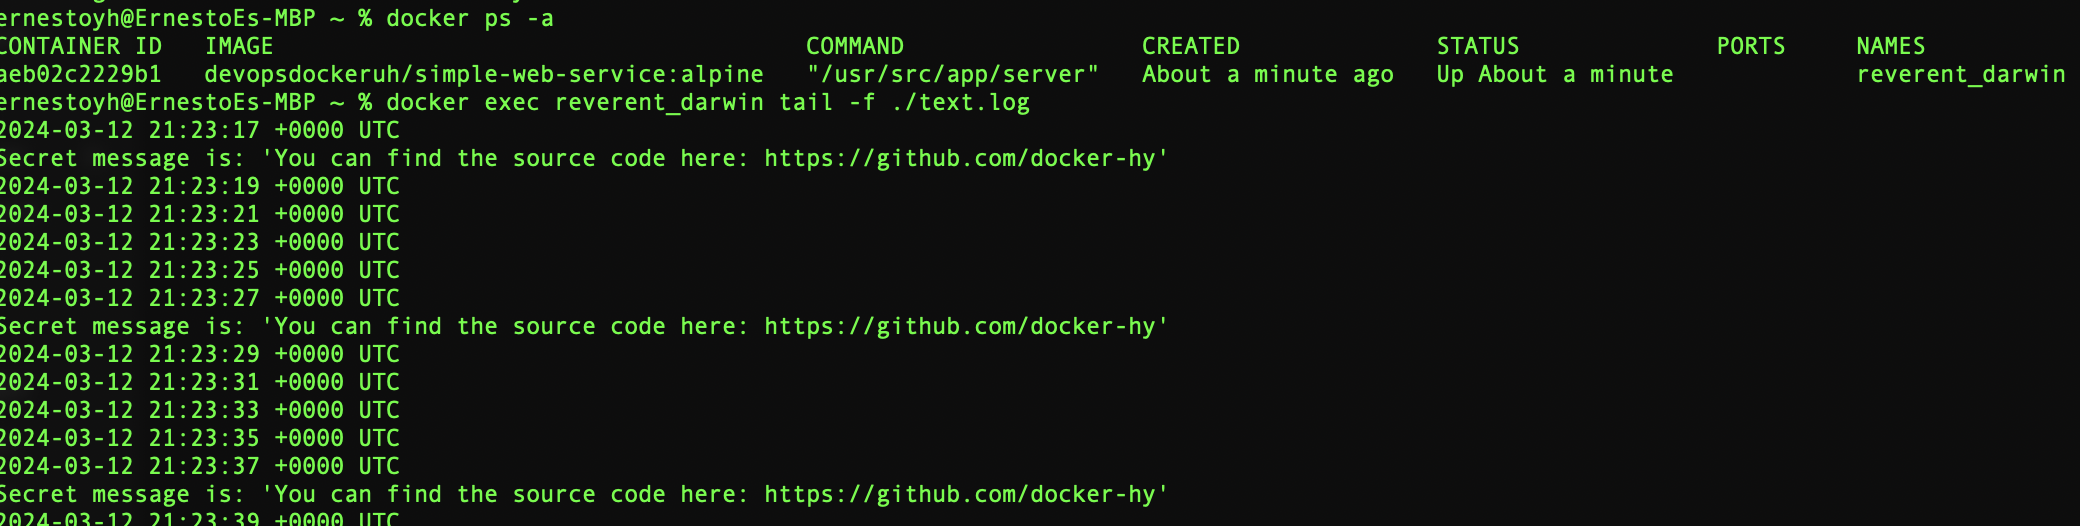 ernestoyh@ErnestoEs-MBP ~ % docker ps -a
CONTAINER ID IMAGE COMMAND CREATED STATUS PORTS NAMES
aeb02c2229b1 devopsdockeruh/simple-web-service:alpine "/usr/src/app/server" About a minute ago Up About a minute reverent_darwin
ernestoyh@ErnestoEs-MBP ~ % docker exec reverent_darwin tail -f ./text.log
2024-03-12 21:23:17 +0000 UTC
Secret message is: 'You can find the source code here: https://github.com/docker-hy'
2024-03-12 21:23:19 +0000 UTC
2024-03-12 21:23:21 +0000 UTC
2024-03-12 21:23:23 +0000 UTC
2024-03-12 21:23:25 +0000 UTC
2024-03-12 21:23:27 +0000 UTC
Secret message is: 'You can find the source code here: https://github.com/docker-hy'
2024-03-12 21:23:29 +0000 UTC
2024-03-12 21:23:31 +0000 UTC
2024-03-12 21:23:33 +0000 UTC
2024-03-12 21:23:35 +0000 UTC
2024-03-12 21:23:37 +0000 UTC
Secret message is: 'You can find the source code here: https://github.com/docker-hy'
2024-03-12 21:23:39 +0000 UTC